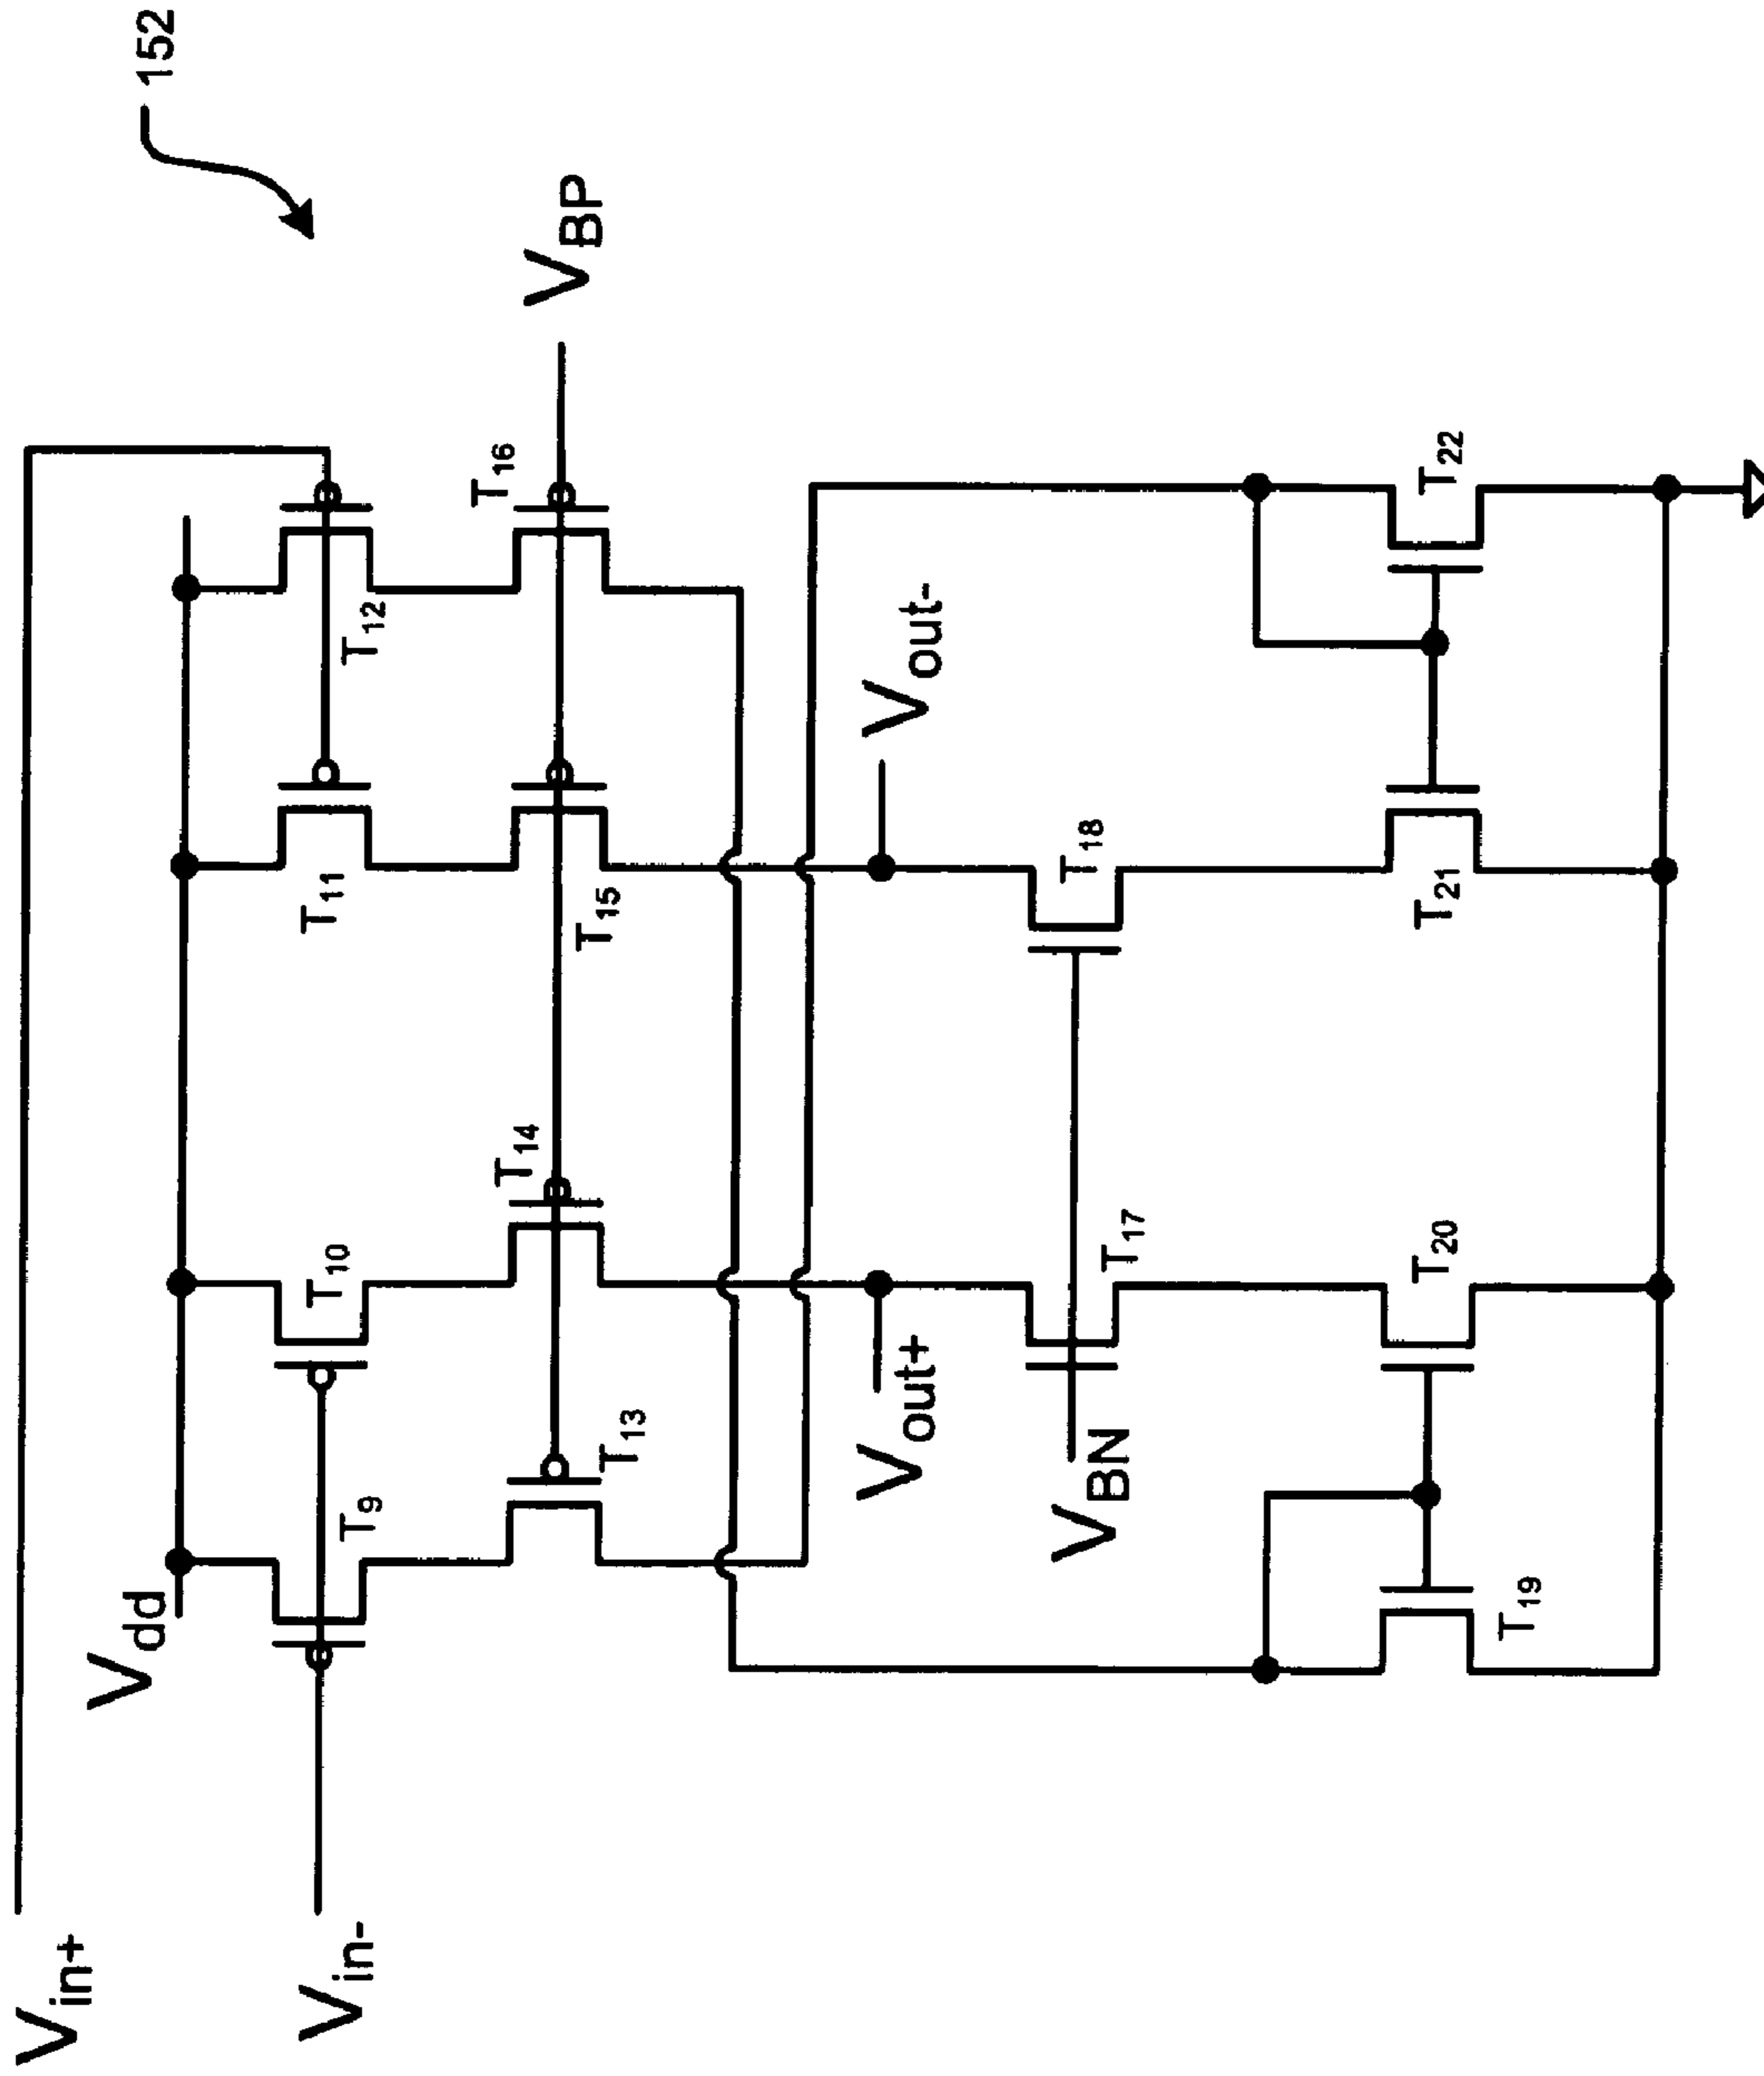 152
V_in+
V_in-
V_dd
T_9
T_10
T_11
T_12
T_13
T_14
T_15
T_16
V_BP
V_out+
V_out-
V_BN
T_17
T_18
T_19
T_20
T_21
T_22